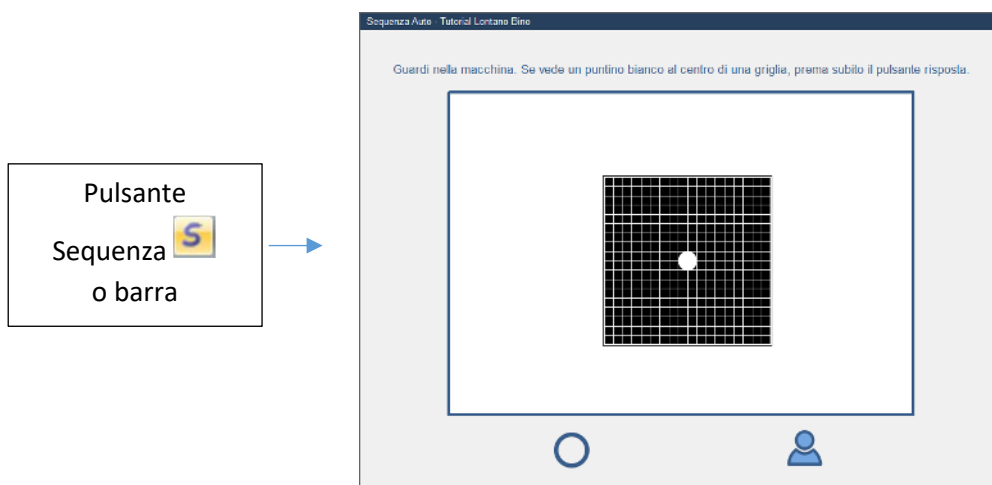 Sequenza Auto - Tutorial Lontano Bino
Guardi nella macchina. Se vede un puntino bianco al centro di una griglia, prema subito il pulsante risposta.
Pulsante
Sequenza S
o barra